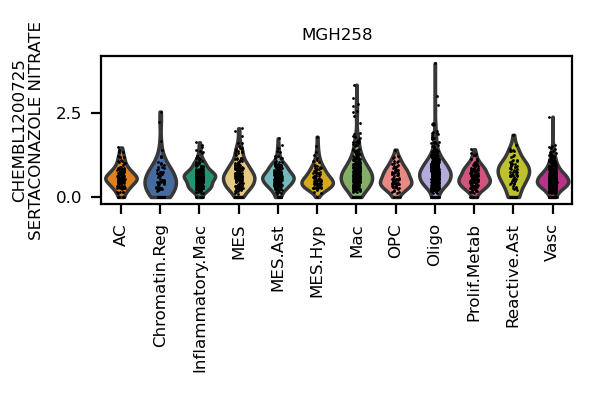 MGH258
CHEMBL1200725
SERTACONAZOLE NITRATE
2.5
0.0
AC
Chromatin.Reg
Inflammatory.Mac
MES
MES.Ast
MES.Hyp
Mac
OPC
Oligo
Prolif.Metab
Reactive.Ast
Vasc